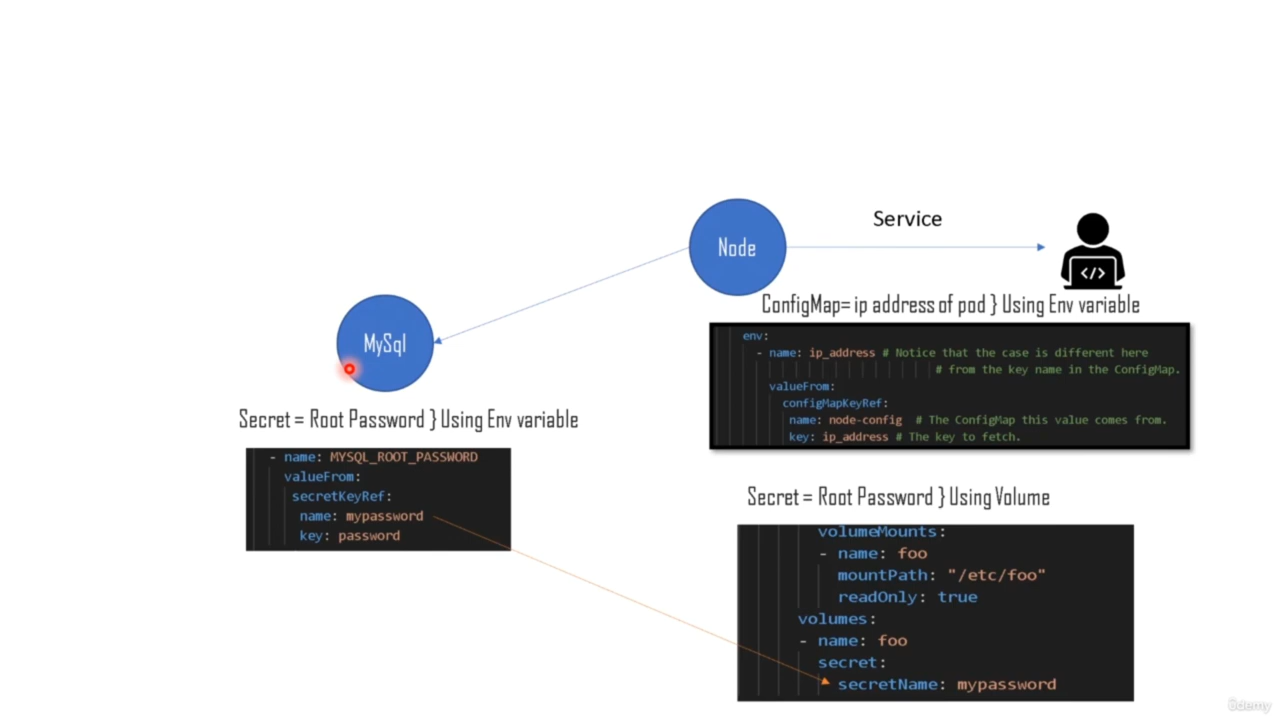 Service
Node
ConfigMap= ip address of pod } Using Env variable
env:
- name: ip_address # Notice that the case is different here
# from the key name in the ConfigMap.
valueFrom:
configMapKeyRef:
name: node-config # The ConfigMap this value comes from.
key: ip_address # The key to fetch.
MySql
Secret = Root Password } Using Env variable
- name: MYSQL_ROOT_PASSWORD
valueFrom:
secretKeyRef:
name: mypassword
key: password
Secret = Root Password } Using Volume
volumeMounts:
- name: foo
mountPath: "/etc/foo"
readOnly: true
volumes:
- name: foo
secret:
secretName: mypassword
</>
udemy